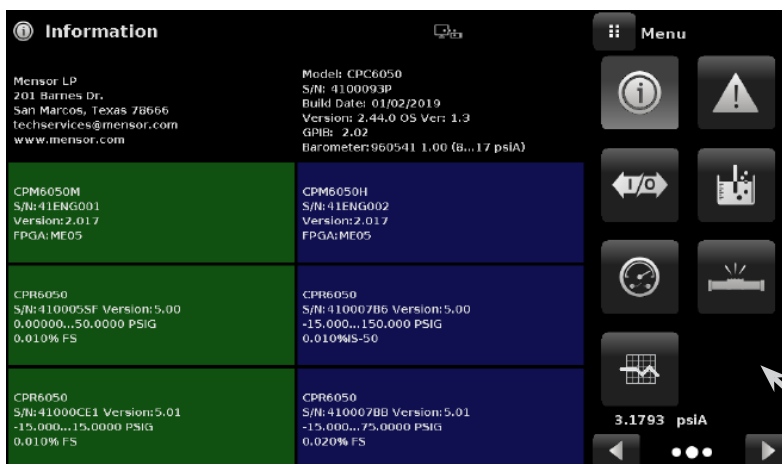 Information
Menu
Mensor LP
201 Barnes Dr.
San Marcos, Texas 78666
techservices@mensor.com
www.mensor.com
Model: CPC6050
S/N: 4100093P
Build Date: 01/02/2019
Version: 2.44.0 OS Ver: 1.3
GPIB: 2.02
Barometer:960541 1.00 (8...17 psiA)
CPM6050M
S/N:41ENG001
Version:2.017
FPGA:ME05
CPM6050H
S/N:41ENG002
Version:2.017
FPGA:ME05
CPR6050
S/N:410005SF Version:5.00
0.00000...50.0000 PSIG
0.010% FS
CPR6050
S/N:410007B6 Version:5.00
-15.000...150.000 PSIG
0.010%IS-50
CPR6050
S/N:41000CE1 Version:5.01
-15.000...15.0000 PSIG
0.010% FS
CPR6050
S/N:410007BB Version:5.01
-15.000...75.0000 PSIG
0.020% FS
I/O
3.1793 psiA